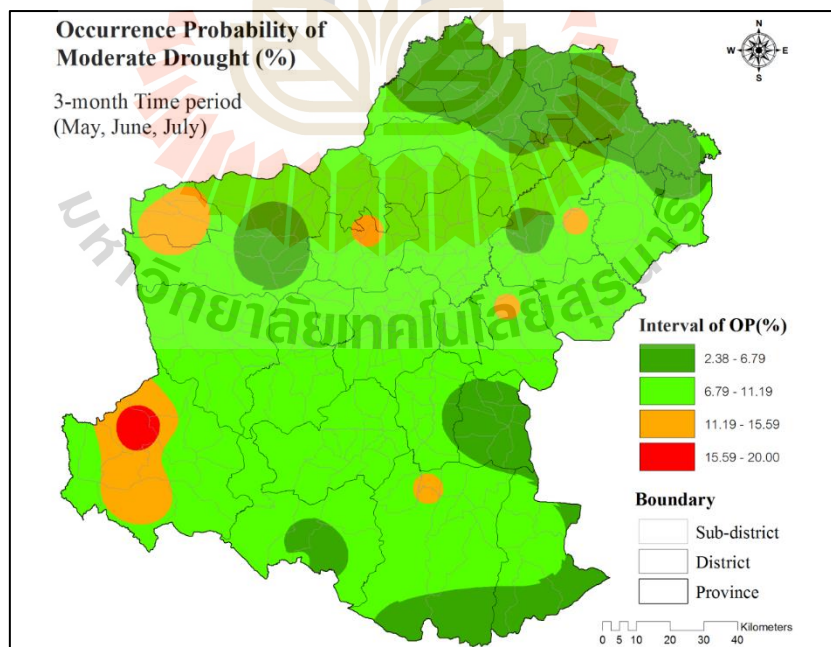 Occurrence Probability of
Moderate Drought (%)
3-month Time period
(May, June, July)
N
W
E
S
มหาวิทยาลัยเทคโนโลยีสุรนารี
Interval of OP(%)
2.38 - 6.79
6.79 - 11.19
11.19 - 15.59
15.59 - 20.00
Boundary
Sub-district
District
Province
Kilometers
0 5 10 20 30 40